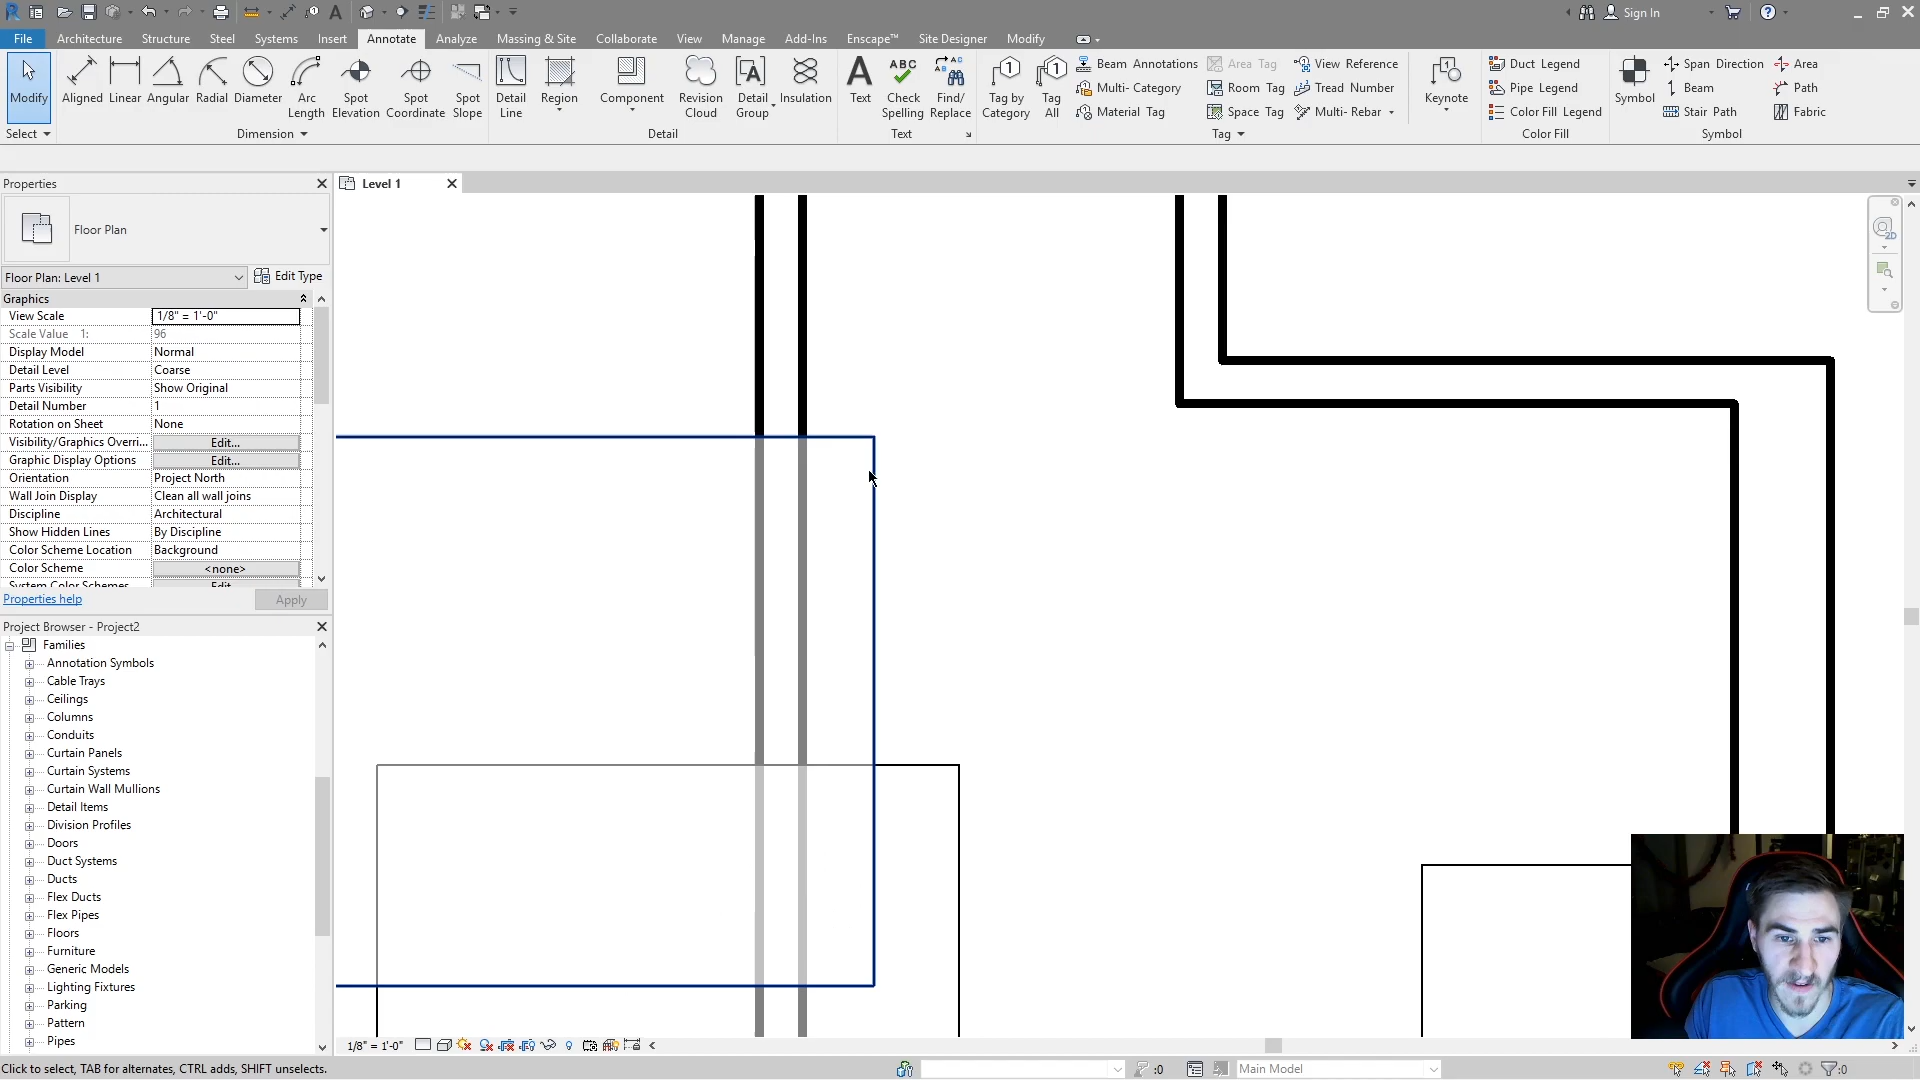 Sign In
File Architecture Structure Steel Systems Insert Annotate Analyze Massing & Site Collaborate View Manage Add-Ins Enscape™ Site Designer Modify
Modify
Aligned Linear Angular Radial Diameter Arc Length Spot Elevation Spot Coordinate Spot Slope
Detail Line Region Component Revision Cloud Detail Group Insulation
Text Check Spelling Find/ Replace
Tag by Category Tag All
Beam Annotations Area Tag View Reference
Multi- Category Room Tag Tread Number
Material Tag Space Tag Multi- Rebar
Keynote
Duct Legend
Pipe Legend
Color Fill Legend
Symbol
Span Direction Area
Beam Path
Stair Path Fabric
Select Dimension Detail Text Tag Color Fill Symbol
Properties
Level 1
Floor Plan
Floor Plan: Level 1 Edit Type
Graphics
View Scale 1/8" = 1'-0"
Scale Value 1: 96
Display Model Normal
Detail Level Coarse
Parts Visibility Show Original
Detail Number 1
Rotation on Sheet None
Visibility/Graphics Overri... Edit...
Graphic Display Options Edit...
Orientation Project North
Wall Join Display Clean all wall joins
Discipline Architectural
Show Hidden Lines By Discipline
Color Scheme Location Background
Color Scheme <none>
System Color Schemes Edit...
Properties help Apply
Project Browser - Project2
Families
Annotation Symbols
Cable Trays
Ceilings
Columns
Conduits
Curtain Panels
Curtain Systems
Curtain Wall Mullions
Detail Items
Division Profiles
Doors
Duct Systems
Ducts
Flex Ducts
Flex Pipes
Floors
Furniture
Generic Models
Lighting Fixtures
Parking
Pattern
Pipes
1/8" = 1'-0"
Click to select, TAB for alternates, CTRL adds, SHIFT unselects.
:0
Main Model
:0